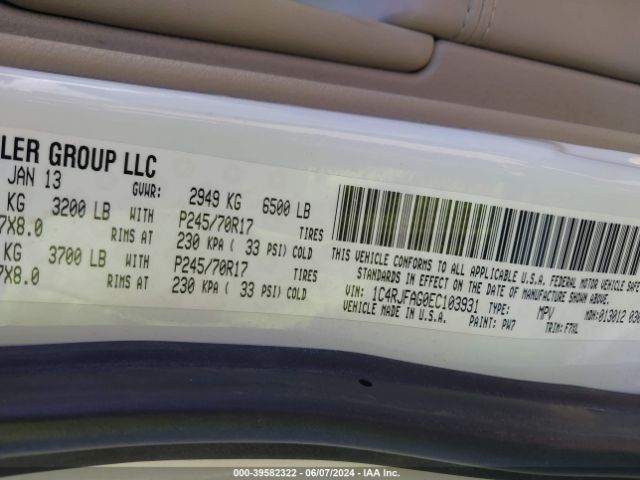 LER GROUP LLC
JAN 13 GVWR: 2949 KG 6500 LB
KG 3200 LB WITH P245/70R17 TIRES
7X8.0 RIMS AT 230 KPA ( 33 PSI) COLD
KG 3700 LB WITH P245/70R17 TIRES
7X8.0 RIMS AT 230 KPA ( 33 PSI) COLD
THIS VEHICLE CONFORMS TO ALL APPLICABLE U.S.A. FEDERAL MOTOR VEHICLE SAFE
STANDARDS IN EFFECT ON THE DATE OF MANUFACTURE SHOWN ABOVE.
VIN: 1C4RJFAG0EC103931 TYPE: MPV MDH:013012 030
VEHICLE MADE IN U.S.A. PAINT: PW7 TRIM:
000-39582322 - 06/07/2024 - IAA Inc.